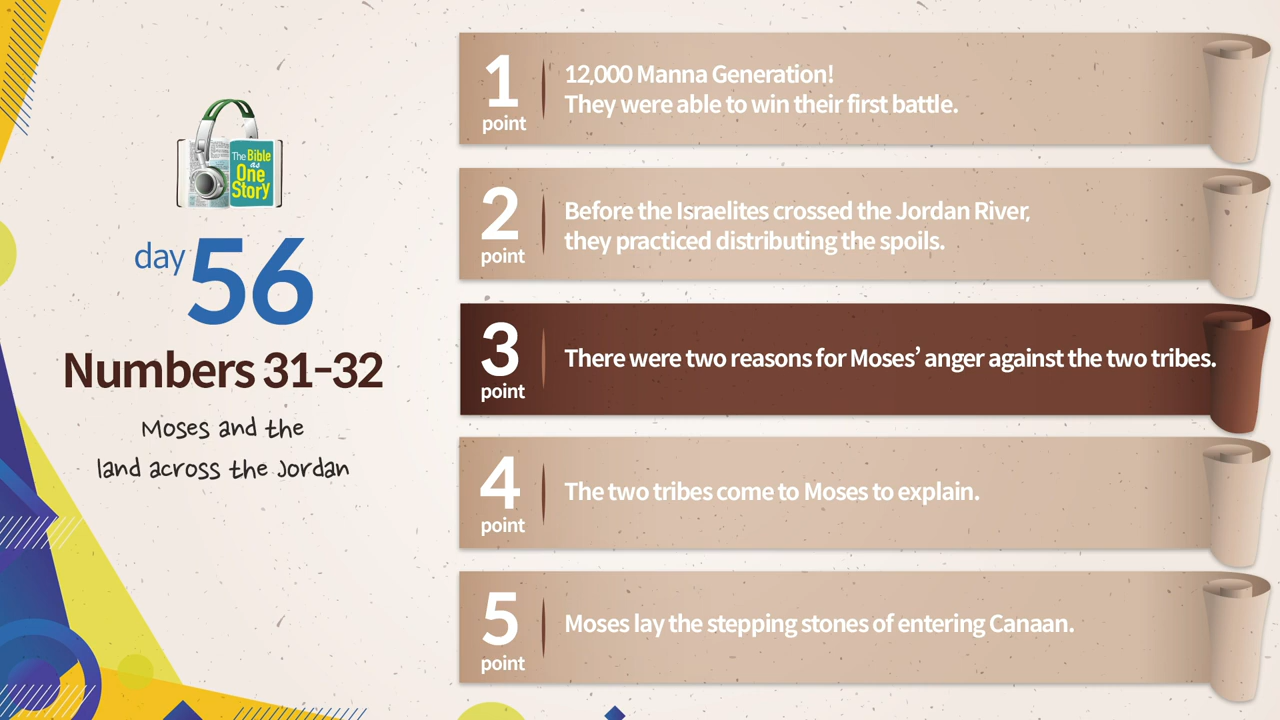 The Bible
as
One
Story
day 56
Numbers 31-32
Moses and the
land across the Jordan
1
point
12,000 Manna Generation!
They were able to win their first battle.
2
point
Before the Israelites crossed the Jordan River,
they practiced distributing the spoils.
3
point
There were two reasons for Moses’ anger against the two tribes.
4
point
The two tribes come to Moses to explain.
5
point
Moses lay the stepping stones of entering Canaan.